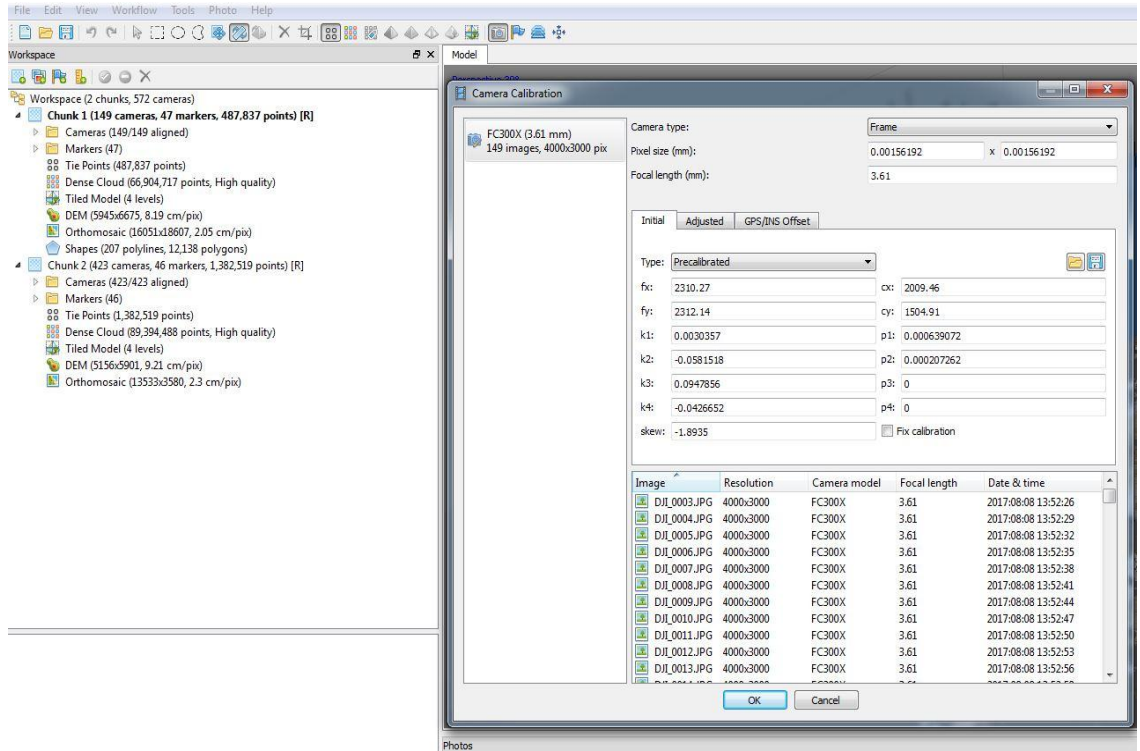 File Edit View Workflow Tools Photo Help
Workspace
Model
Workspace (2 chunks, 572 cameras)
Chunk 1 (149 cameras, 47 markers, 487,837 points) [R]
Cameras (149/149 aligned)
Markers (47)
Tie Points (487,837 points)
Dense Cloud (66,904,717 points, High quality)
Tiled Model (4 levels)
DEM (5945x6675, 8.19 cm/pix)
Orthomosaic (16051x18607, 2.05 cm/pix)
Shapes (207 polylines, 12,138 polygons)
Chunk 2 (423 cameras, 46 markers, 1,382,519 points) [R]
Cameras (423/423 aligned)
Markers (46)
Tie Points (1,382,519 points)
Dense Cloud (89,394,488 points, High quality)
Tiled Model (4 levels)
DEM (5156x5901, 9.21 cm/pix)
Orthomosaic (13533x3580, 2.3 cm/pix)
Camera Calibration
FC300X (3.61 mm)
149 images, 4000x3000 pix
Camera type: Frame
Pixel size (mm): 0.00156192 x 0.00156192
Focal length (mm): 3.61
Initial Adjusted GPS/INS Offset
Type: Precalibrated
fx: 2310.27 cx: 2009.46
fy: 2312.14 cy: 1504.91
k1: 0.0030357 p1: 0.000639072
k2: -0.0581518 p2: 0.000207262
k3: 0.0947856 p3: 0
k4: -0.0426652 p4: 0
skew: -1.8935 Fix calibration
Image Resolution Camera model Focal length Date & time
DJI_0003.JPG 4000x3000 FC300X 3.61 2017:08:08 13:52:26
DJI_0004.JPG 4000x3000 FC300X 3.61 2017:08:08 13:52:29
DJI_0005.JPG 4000x3000 FC300X 3.61 2017:08:08 13:52:32
DJI_0006.JPG 4000x3000 FC300X 3.61 2017:08:08 13:52:35
DJI_0007.JPG 4000x3000 FC300X 3.61 2017:08:08 13:52:38
DJI_0008.JPG 4000x3000 FC300X 3.61 2017:08:08 13:52:41
DJI_0009.JPG 4000x3000 FC300X 3.61 2017:08:08 13:52:44
DJI_0010.JPG 4000x3000 FC300X 3.61 2017:08:08 13:52:47
DJI_0011.JPG 4000x3000 FC300X 3.61 2017:08:08 13:52:50
DJI_0012.JPG 4000x3000 FC300X 3.61 2017:08:08 13:52:53
DJI_0013.JPG 4000x3000 FC300X 3.61 2017:08:08 13:52:56
OK Cancel
Photos